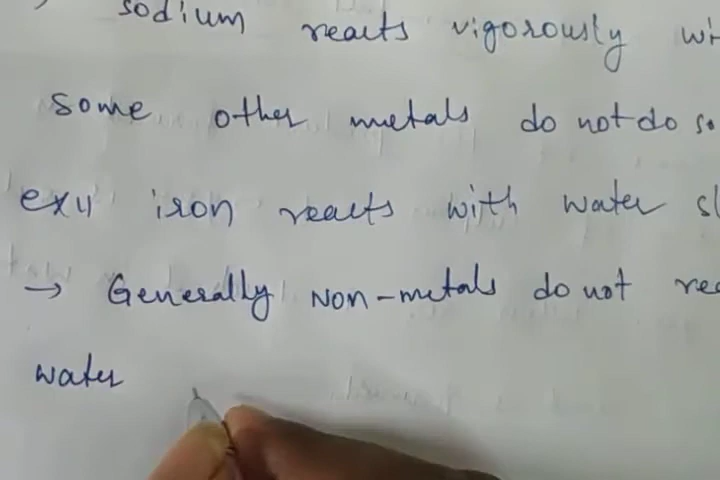 sodium reacts vigorously
some other metals do not do so
iron reacts with water
→ Generally Non-metals do not
water